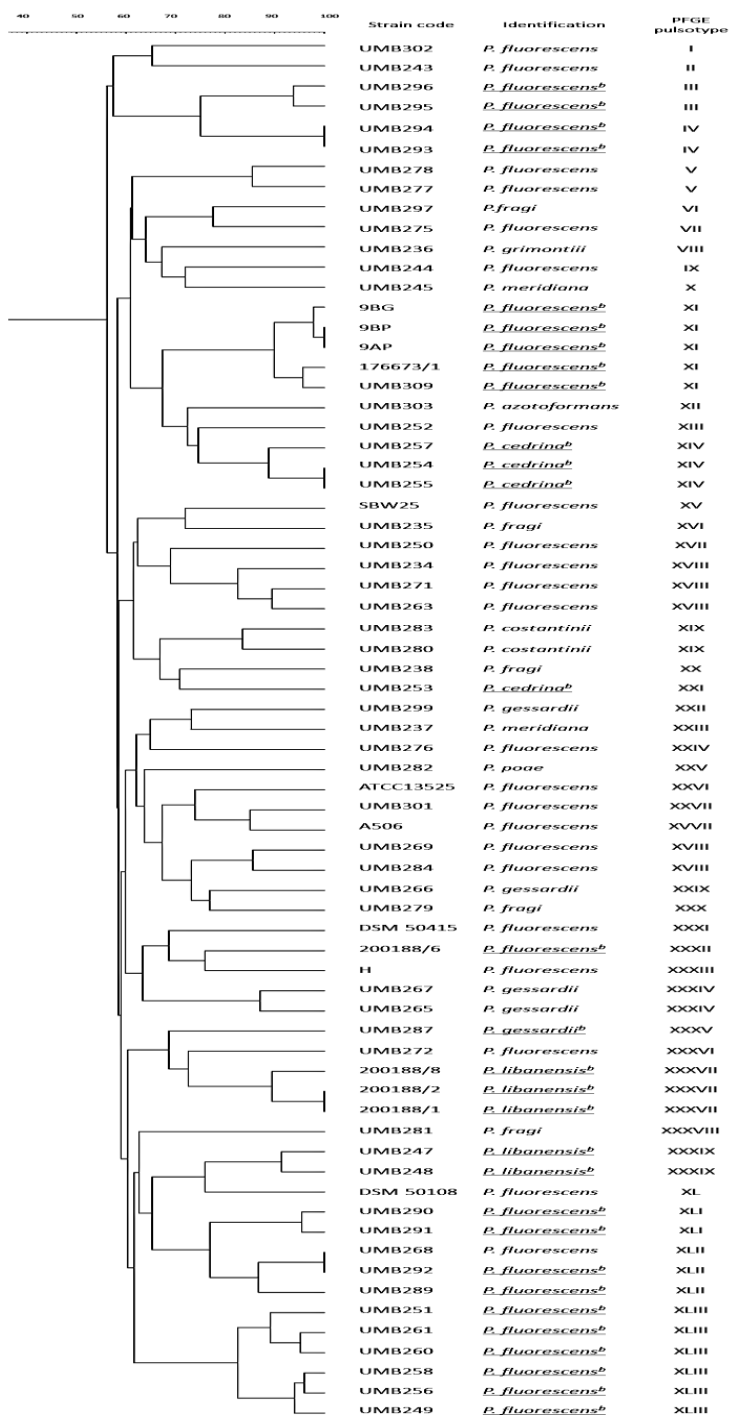 40 50 60 70 80 90 100 Strain code Identification PFGE pulsotype
UMB302 P. fluorescens I
UMB243 P. fluorescens II
UMB296 P. fluorescensᵇ III
UMB295 P. fluorescensᵇ III
UMB294 P. fluorescensᵇ IV
UMB293 P. fluorescensᵇ IV
UMB278 P. fluorescens V
UMB277 P. fluorescens V
UMB297 P.fragi VI
UMB275 P. fluorescens VII
UMB236 P. grimontiii VIII
UMB244 P. fluorescens IX
UMB245 P. meridiana X
9BG P. fluorescensᵇ XI
9BP P. fluorescensᵇ XI
9AP P. fluorescensᵇ XI
176673/1 P. fluorescensᵇ XI
UMB309 P. fluorescensᵇ XI
UMB303 P. azotoformans XII
UMB252 P. fluorescens XIII
UMB257 P. cedrinaᵇ XIV
UMB254 P. cedrinaᵇ XIV
UMB255 P. cedrinaᵇ XIV
SBW25 P. fluorescens XV
UMB235 P. fragi XVI
UMB250 P. fluorescens XVII
UMB234 P. fluorescens XVIII
UMB271 P. fluorescens XVIII
UMB263 P. fluorescens XVIII
UMB283 P. costantinii XIX
UMB280 P. costantinii XIX
UMB238 P. fragi XX
UMB253 P. cedrinaᵇ XXI
UMB299 P. gessardii XXII
UMB237 P. meridiana XXIII
UMB276 P. fluorescens XXIV
UMB282 P. poae XXV
ATCC13525 P. fluorescens XXVI
UMB301 P. fluorescens XXVII
A506 P. fluorescens XVVII
UMB269 P. fluorescens XVIII
UMB284 P. fluorescens XVIII
UMB266 P. gessardii XXIX
UMB279 P. fragi XXX
DSM 50415 P. fluorescens XXXI
200188/6 P. fluorescensᵇ XXXII
H P. fluorescens XXXIII
UMB267 P. gessardii XXXIV
UMB265 P. gessardii XXXIV
UMB287 P. gessardiiᵇ XXXV
UMB272 P. fluorescens XXXVI
200188/8 P. libanensisᵇ XXXVII
200188/2 P. libanensisᵇ XXXVII
200188/1 P. libanensisᵇ XXXVII
UMB281 P. fragi XXXVIII
UMB247 P. libanensisᵇ XXXIX
UMB248 P. libanensisᵇ XXXIX
DSM 50108 P. fluorescens XL
UMB290 P. fluorescensᵇ XLI
UMB291 P. fluorescensᵇ XLI
UMB268 P. fluorescens XLII
UMB292 P. fluorescensᵇ XLII
UMB289 P. fluorescensᵇ XLII
UMB251 P. fluorescensᵇ XLIII
UMB261 P. fluorescensᵇ XLIII
UMB260 P. fluorescensᵇ XLIII
UMB258 P. fluorescensᵇ XLIII
UMB256 P. fluorescensᵇ XLIII
UMB249 P. fluorescensᵇ XLIII